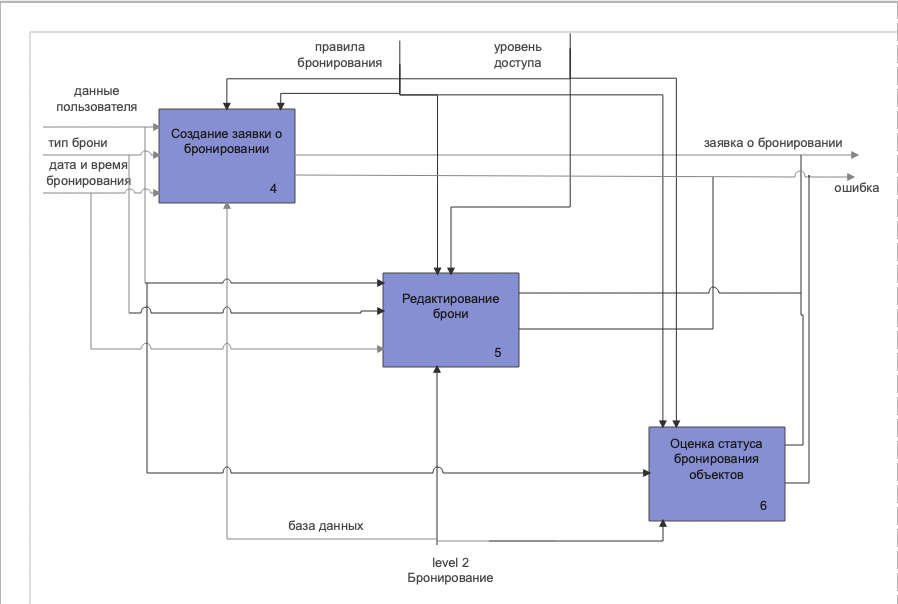 правила
бронирования
уровень
доступа
данные
пользователя
тип брони
дата и время
бронирования
Создание заявки о
бронировании
4
заявка о бронировании
ошибка
Редактирование
брони
5
Оценка статуса
бронирования
объектов
6
база данных
level 2
Бронирование